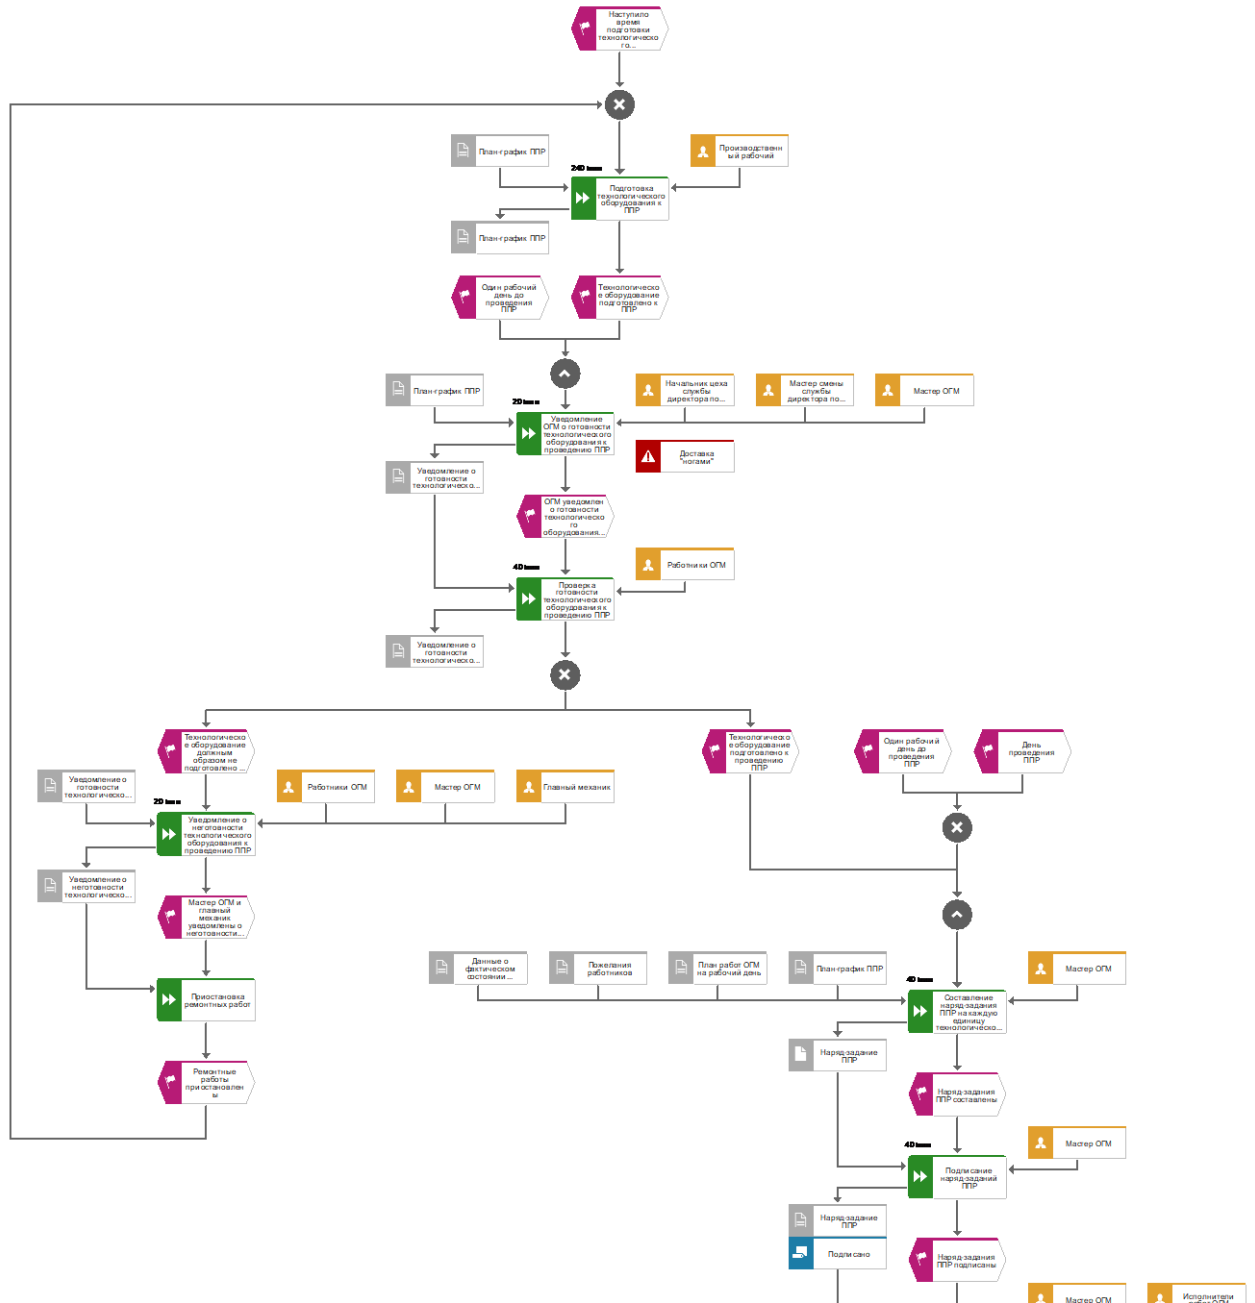 Наступило
время
подготовки
технологическо
го...
План-график ППР
Производственн
ый рабочий
Подготовка
технологического
оборудования к
ППР
План-график ППР
Один рабочий
день до
проведения
ППР
Технологическо
е оборудование
подготовлено к
ППР
План-график ППР
Начальник цеха
службы
директора по...
Мастер смены
службы
директора по...
Мастер ОГМ
Уведомление
ОГМ о готовности
технологического
оборудования к
проведению ППР
Доставка
"ногами"
Уведомление о
готовности
технологическо...
ОГМ уведомлен
о готовности
технологическо
го
оборудования...
Работники ОГМ
Проверка
готовности
технологического
оборудования к
проведению ППР
Уведомление о
готовности
технологическо...
Технологическо
е оборудование
должным
образом не
подготовлено ...
Технологическо
е оборудование
подготовлено к
проведению
ППР
Один рабочий
день до
проведения
ППР
День
проведения
ППР
Уведомление о
готовности
технологическо...
Работники ОГМ
Мастер ОГМ
Главный механик
Уведомление о
неготовности
технологического
оборудования к
проведению ППР
Уведомление о
неготовности
технологическо...
Мастер ОГМ и
главный
механик
уведомлены о
неготовности...
Данные о
фактическом
состоянии...
Пожелания
работников
План работ ОГМ
на рабочий день
План-график ППР
Мастер ОГМ
Приостановка
ремонтных работ
Составление
наряд-задания
ППР на каждую
единицу
технологическо...
Наряд-задание
ППР
Ремонтные
работы
приостановлен
ы
Наряд-задания
ППР составлены
Мастер ОГМ
Подписание
наряд-заданий
ППР
Наряд-задание
ППР
Подписано
Наряд-задания
ППР подписаны
Мастер ОГМ
Исполнители